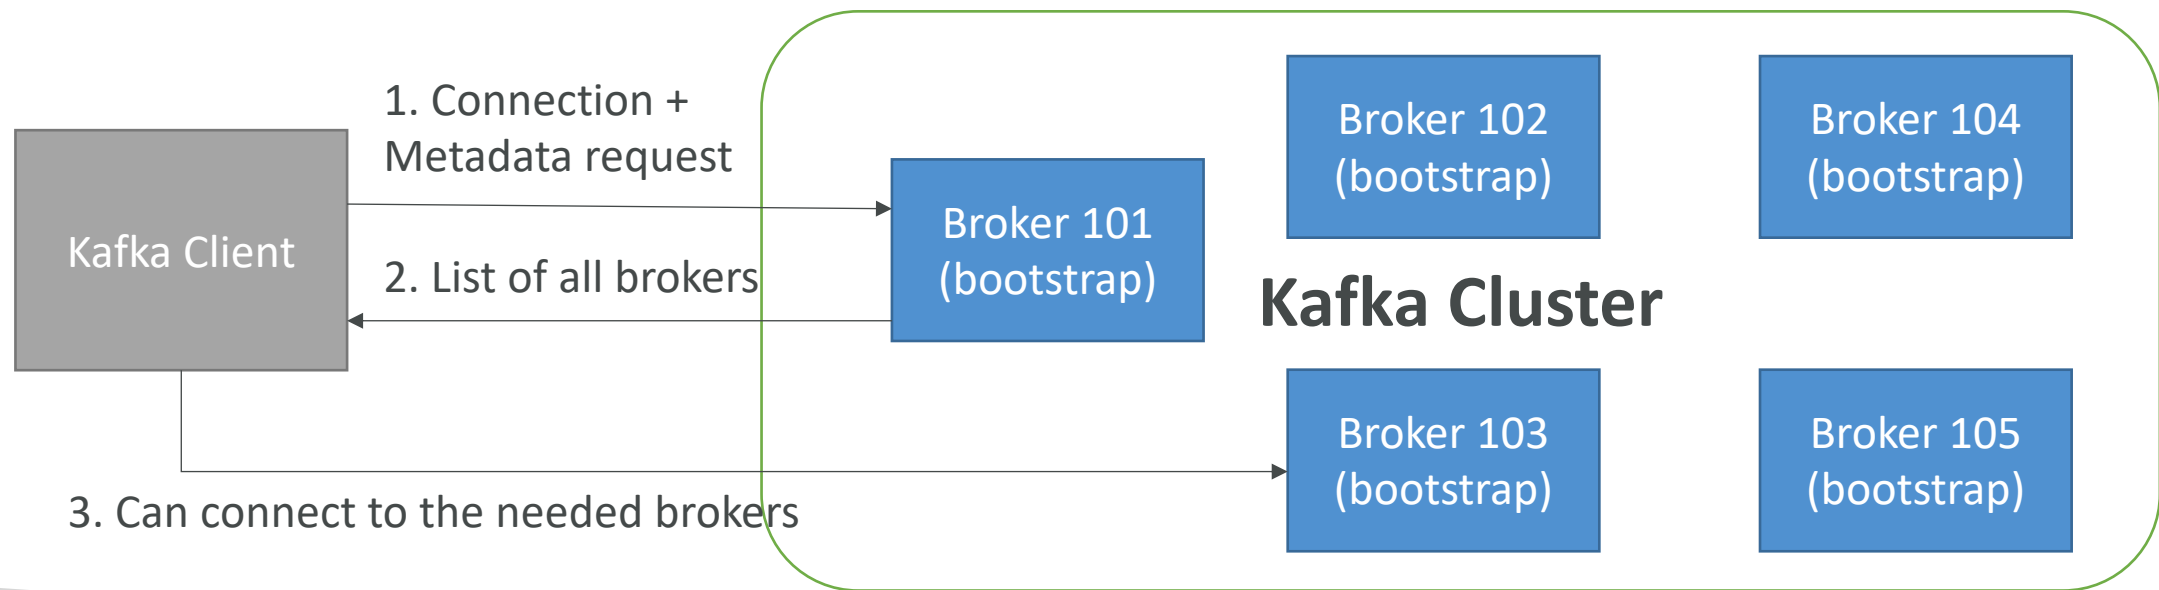 Kafka Client
1. Connection +
Metadata request
2. List of all brokers
3. Can connect to the needed brokers
Broker 101
(bootstrap)
Broker 102
(bootstrap)
Broker 104
(bootstrap)
Kafka Cluster
Broker 103
(bootstrap)
Broker 105
(bootstrap)